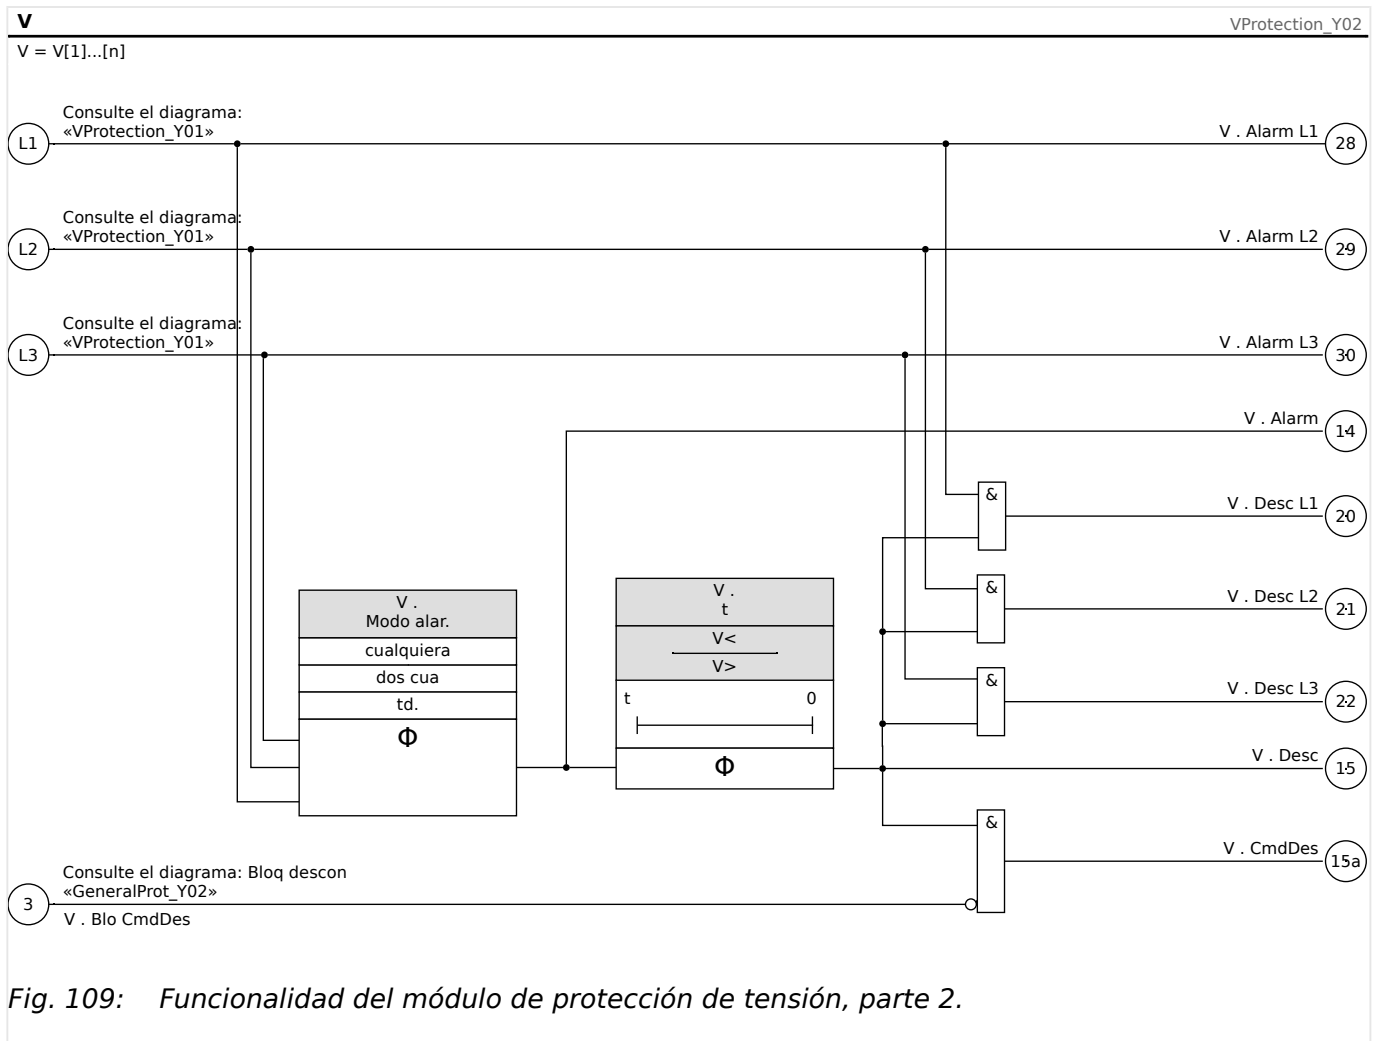 V
VProtection_Y02
V = V[1]...[n]
Consulte el diagrama:
«VProtection_Y01»
L1
V . Alarm L1
28
Consulte el diagrama:
«VProtection_Y01»
L2
V . Alarm L2
29
Consulte el diagrama:
«VProtection_Y01»
L3
V . Alarm L3
30
V . Alarm
14
&
V . Desc L1
20
&
V . Desc L2
21
&
V . Desc L3
22
V .
Modo alar.
cualquiera
dos cua
td.
Φ
V .
t
V<
V>
t 0
Φ
V . Desc
15
&
V . CmdDes
15a
Consulte el diagrama: Bloq descon
«GeneralProt_Y02»
3
V . Blo CmdDes
Fig. 109: Funcionalidad del módulo de protección de tensión, parte 2.